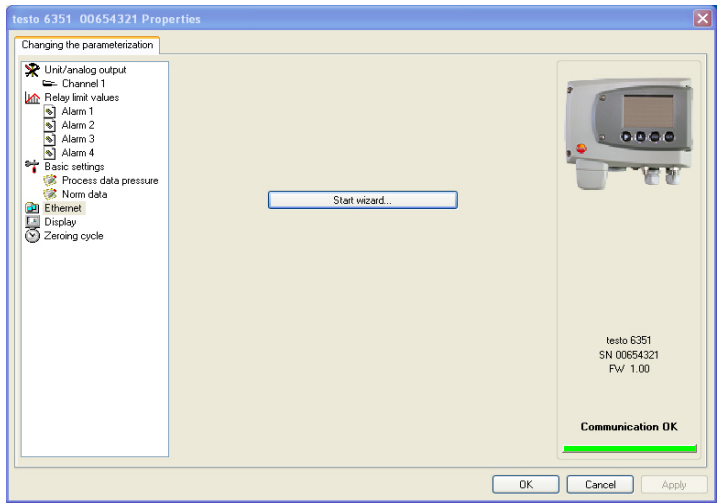 testo 6351 00654321 Properties
Changing the parameterization
Unit/analog output
Channel 1
Relay limit values
Alarm 1
Alarm 2
Alarm 3
Alarm 4
Basic settings
Process data pressure
Norm data
Ethernet
Display
Zeroing cycle
Start wizard...
testo 6351
SN 00654321
FW 1.00
Communication OK
OK
Cancel
Apply